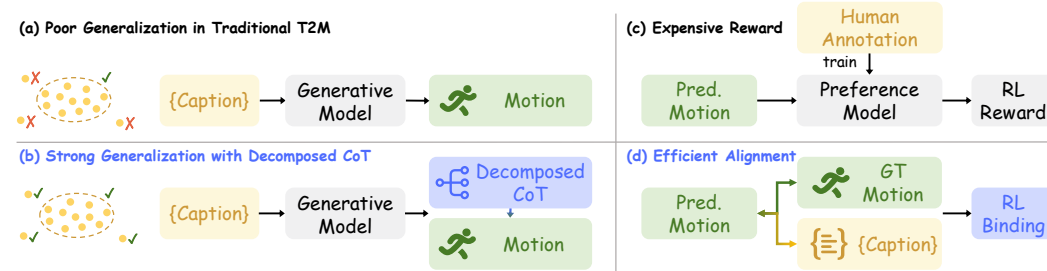 (a) Poor Generalization in Traditional T2M
{Caption}
Generative
Model
Motion
(b) Strong Generalization with Decomposed CoT
{Caption}
Generative
Model
Decomposed
CoT
Motion
(c) Expensive Reward
Human
Annotation
train
Pred.
Motion
Preference
Model
RL
Reward
(d) Efficient Alignment
Pred.
Motion
GT
Motion
{Caption}
RL
Binding